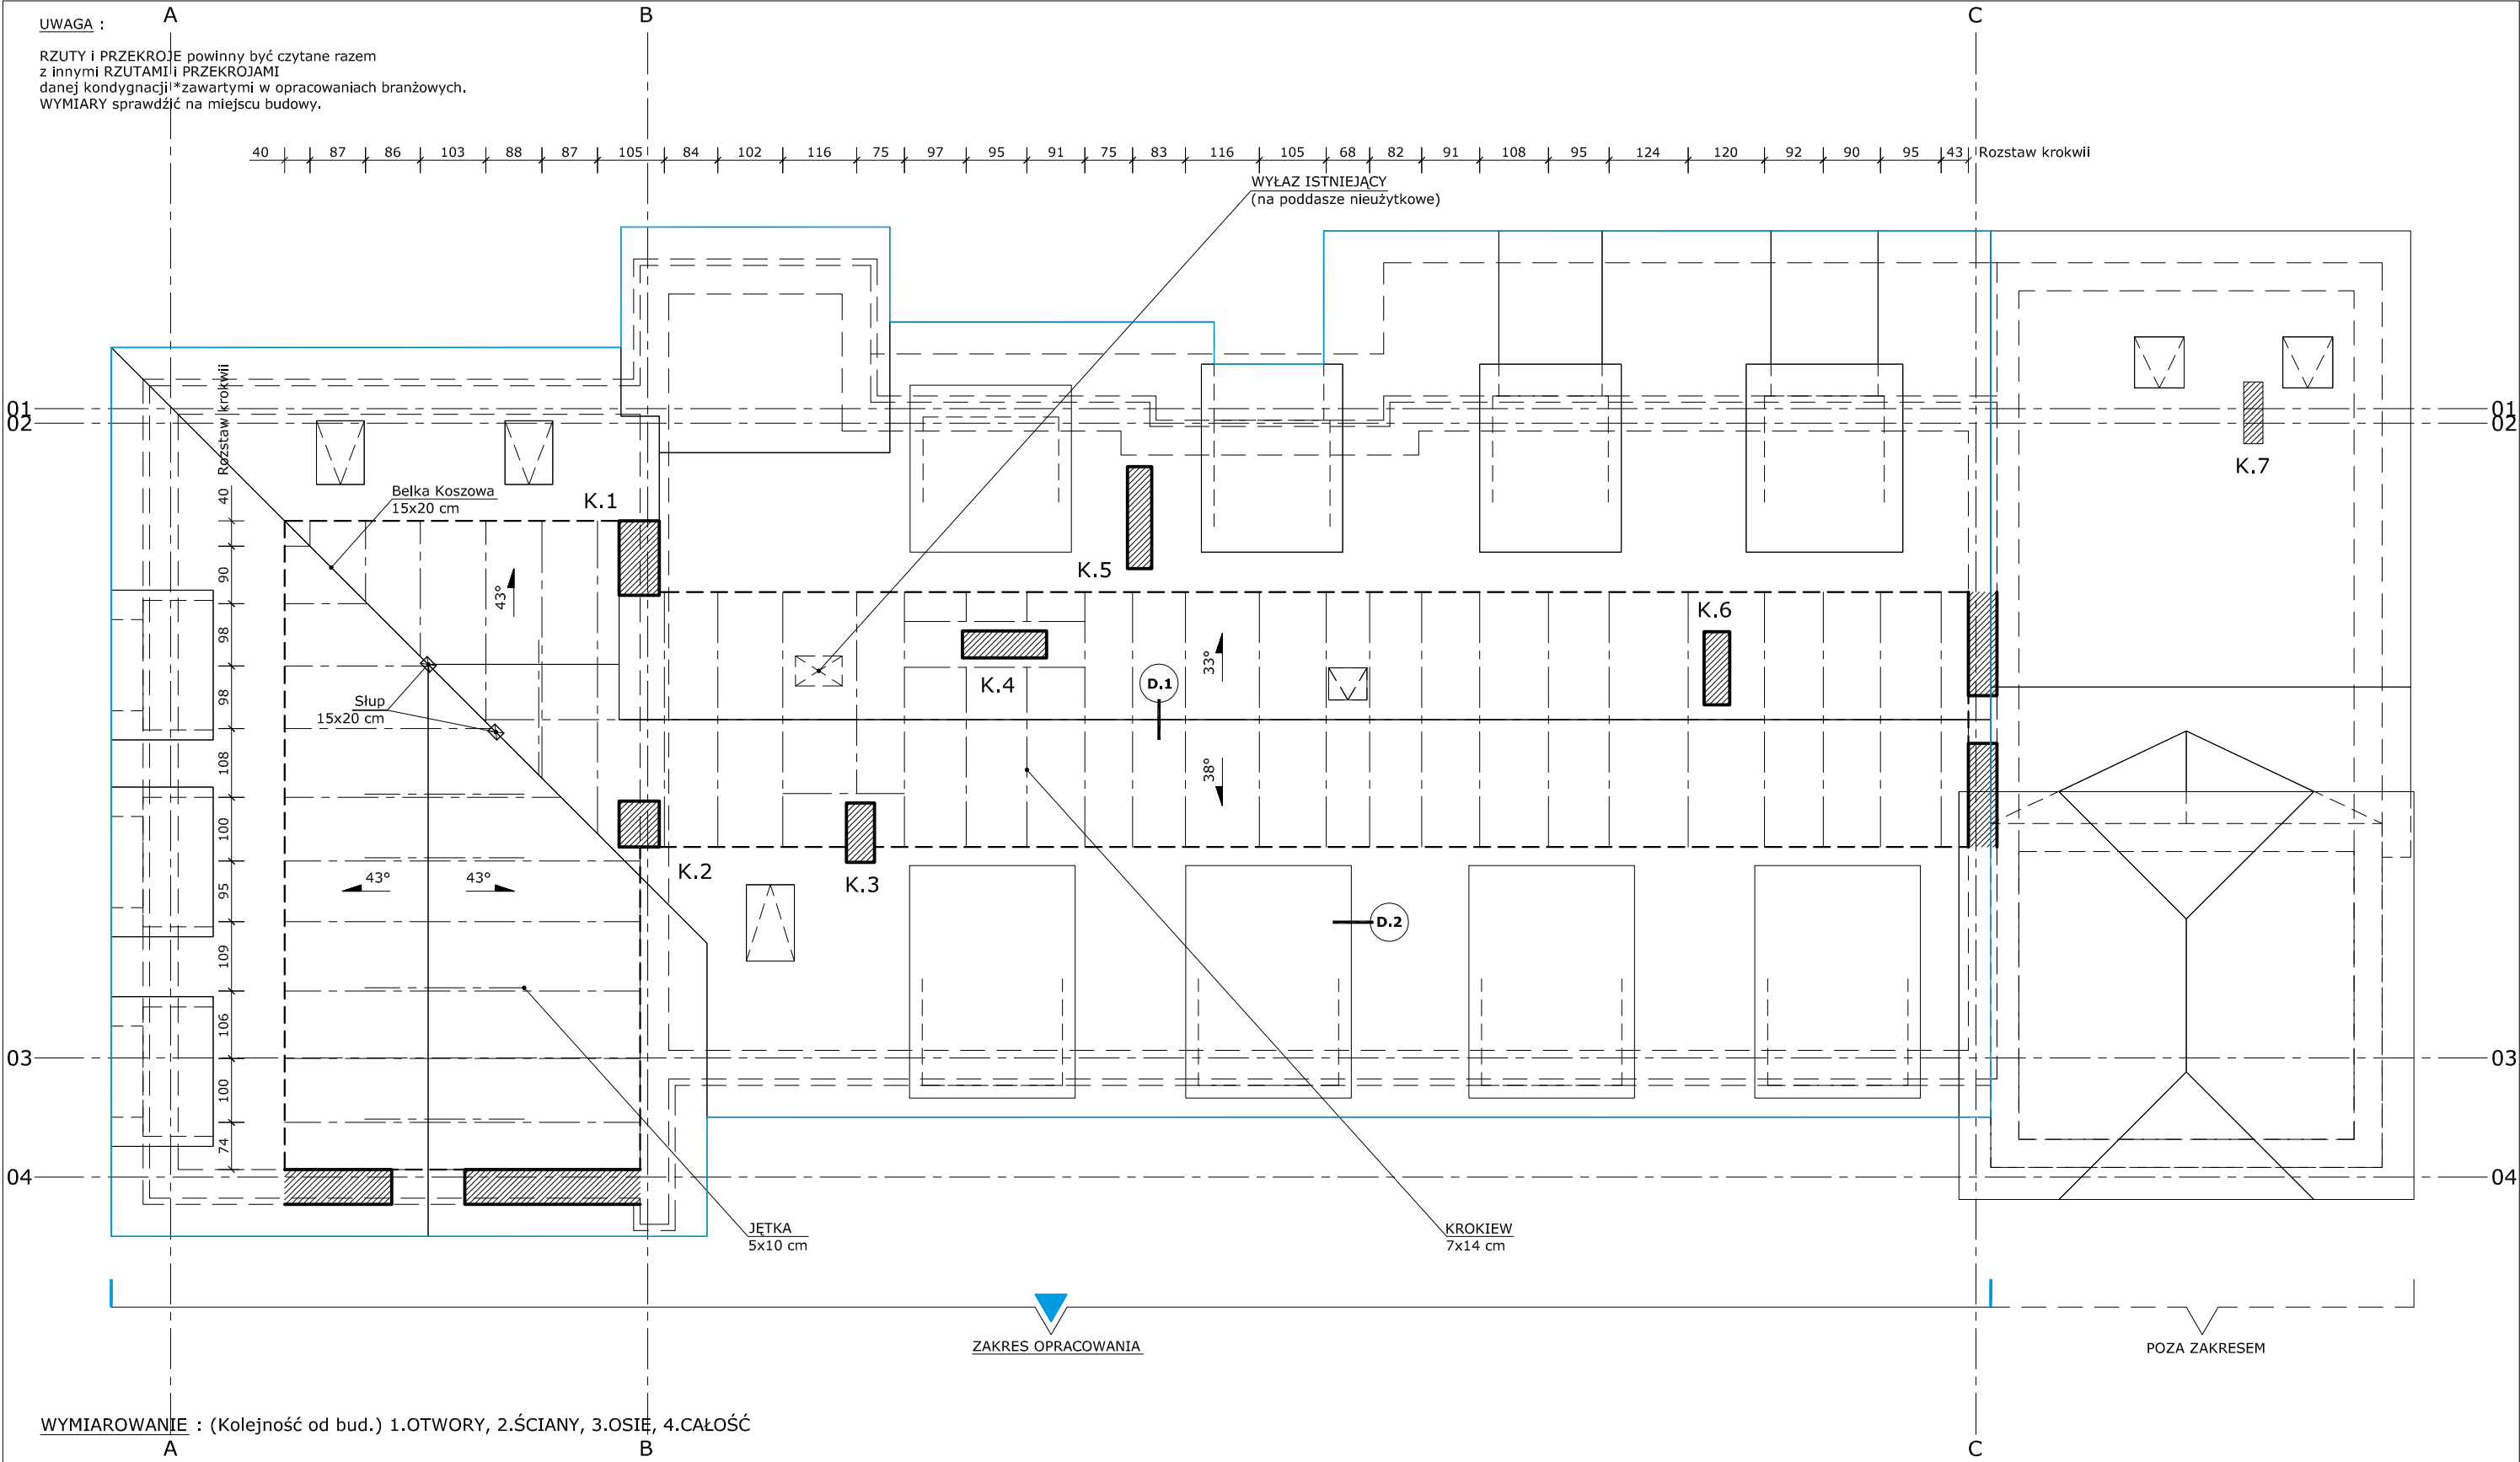 A
B
C
UWAGA :
RZUTY i PRZEKROJE powinny być czytane razem
z innymi RZUTAMI i PRZEKROJAMI
danej kondygnacji *zawartymi w opracowaniach branżowych.
WYMIARY sprawdzić na miejscu budowy.
40 87 86 103 88 87 105 84 102 116 75 97 95 91 75 83 116 105 68 82 91 108 95 124 120 92 90 95 43 Rozstaw krokwii
WYŁAZ ISTNIEJĄCY
(na poddasze nieużytkowe)
Rozstaw krokwii
01
02
01
02
K.7
40
Belka Koszowa
15x20 cm
K.1
K.5
90
43°
98
K.6
33°
K.4
D.1
98
Słup
15x20 cm
108
38°
100
K.2
K.3
43°
43°
95
D.2
109
106
03
03
100
74
04
04
JĘTKA
5x10 cm
KROKIEW
7x14 cm
ZAKRES OPRACOWANIA
POZA ZAKRESEM
WYMIAROWANIE : (Kolejność od bud.) 1.OTWORY, 2.ŚCIANY, 3.OSIE, 4.CAŁOŚĆ
A
B
C